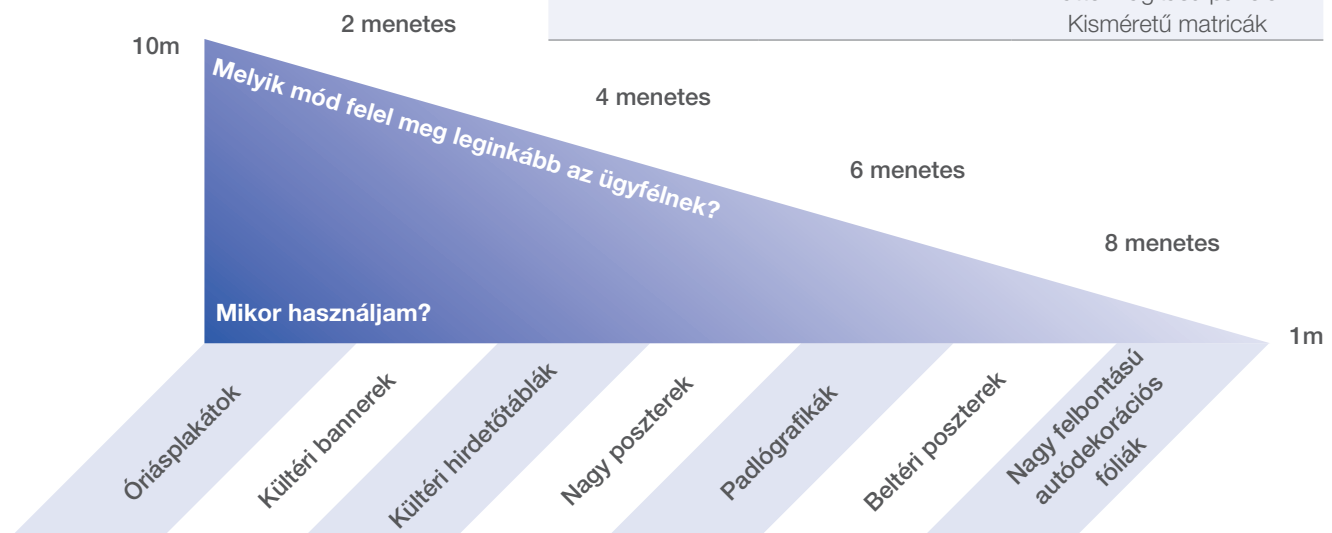 Kisméretű matricák
2 menetes
10m
4 menetes
6 menetes
8 menetes
Melyik mód felel meg leginkább az ügyfélnek?
Mikor használjam?
1m
Óriásplakátok
Kültéri bannerek
Kültéri hirdetőtáblák
Nagy poszterek
Padlógrafikák
Beltéri poszterek
Nagy felbontású
autódekorációs
fóliák